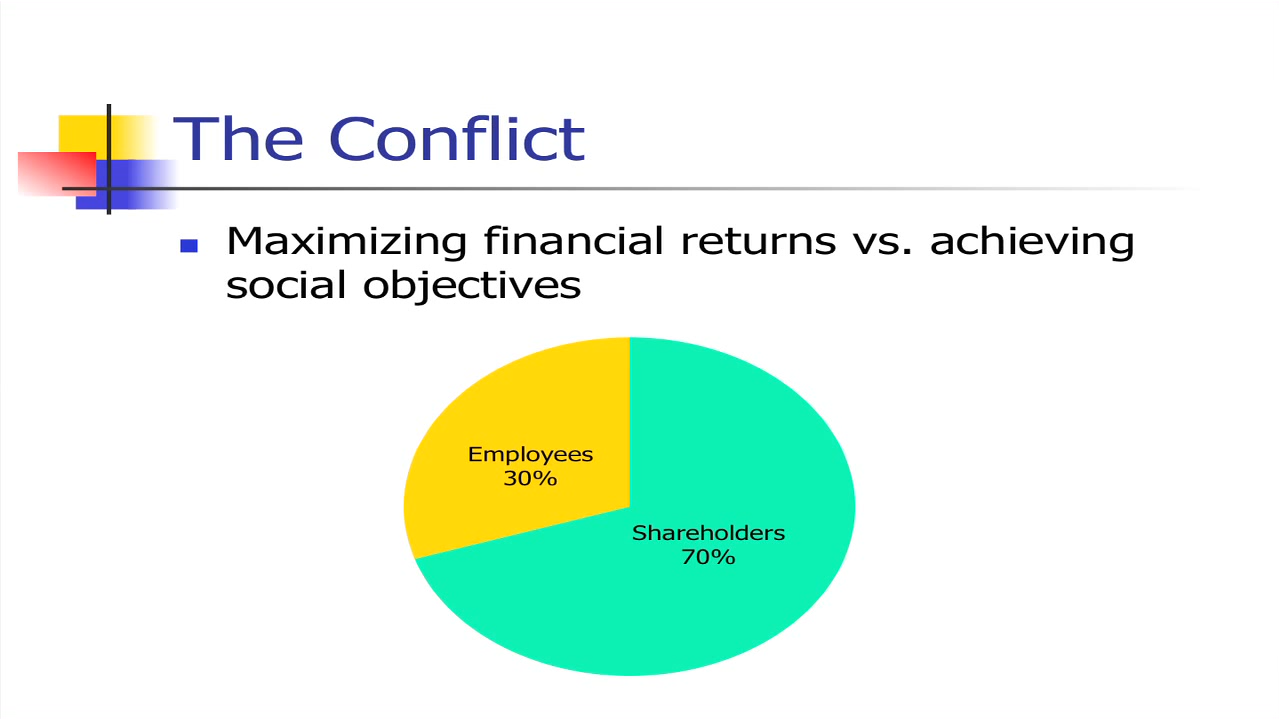 The Conflict
Maximizing financial returns vs. achieving
social objectives
Employees
30%
Shareholders
70%